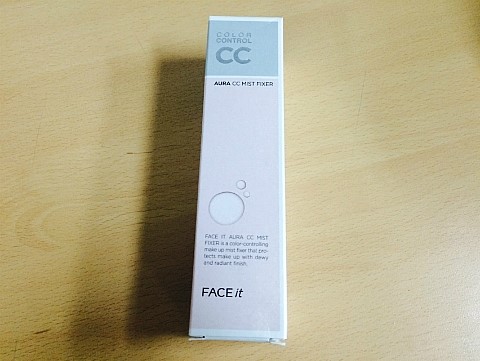 COLOR
CONTROL
CC
AURA CC MIST FIXER
FACE IT AURA CC MIST
FIXER is a color-controlling
make up mist fixer that pro-
tects make up with dewy
and radiant finish.
FACE it